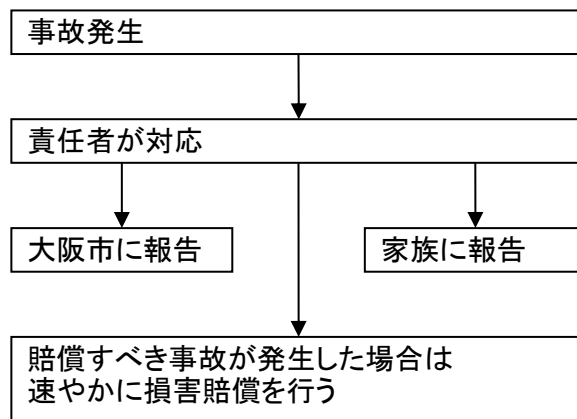 事故発生
責任者が対応
大阪市に報告
家族に報告
賠償すべき事故が発生した場合は
速やかに損害賠償を行う